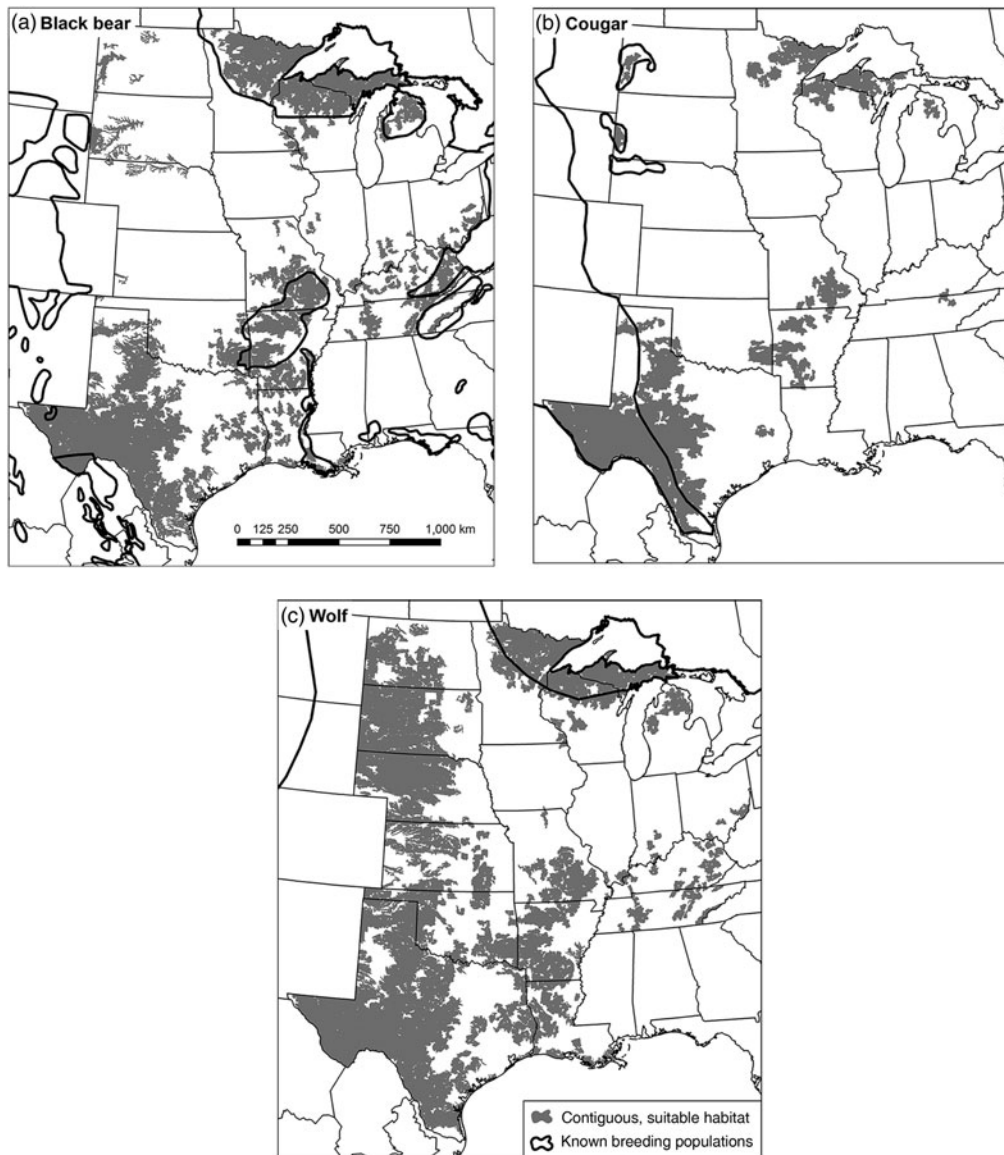 (a) Black bear
0 125 250 500 750 1,000 km
(b) Cougar
(c) Wolf
Contiguous, suitable habitat
Known breeding populations